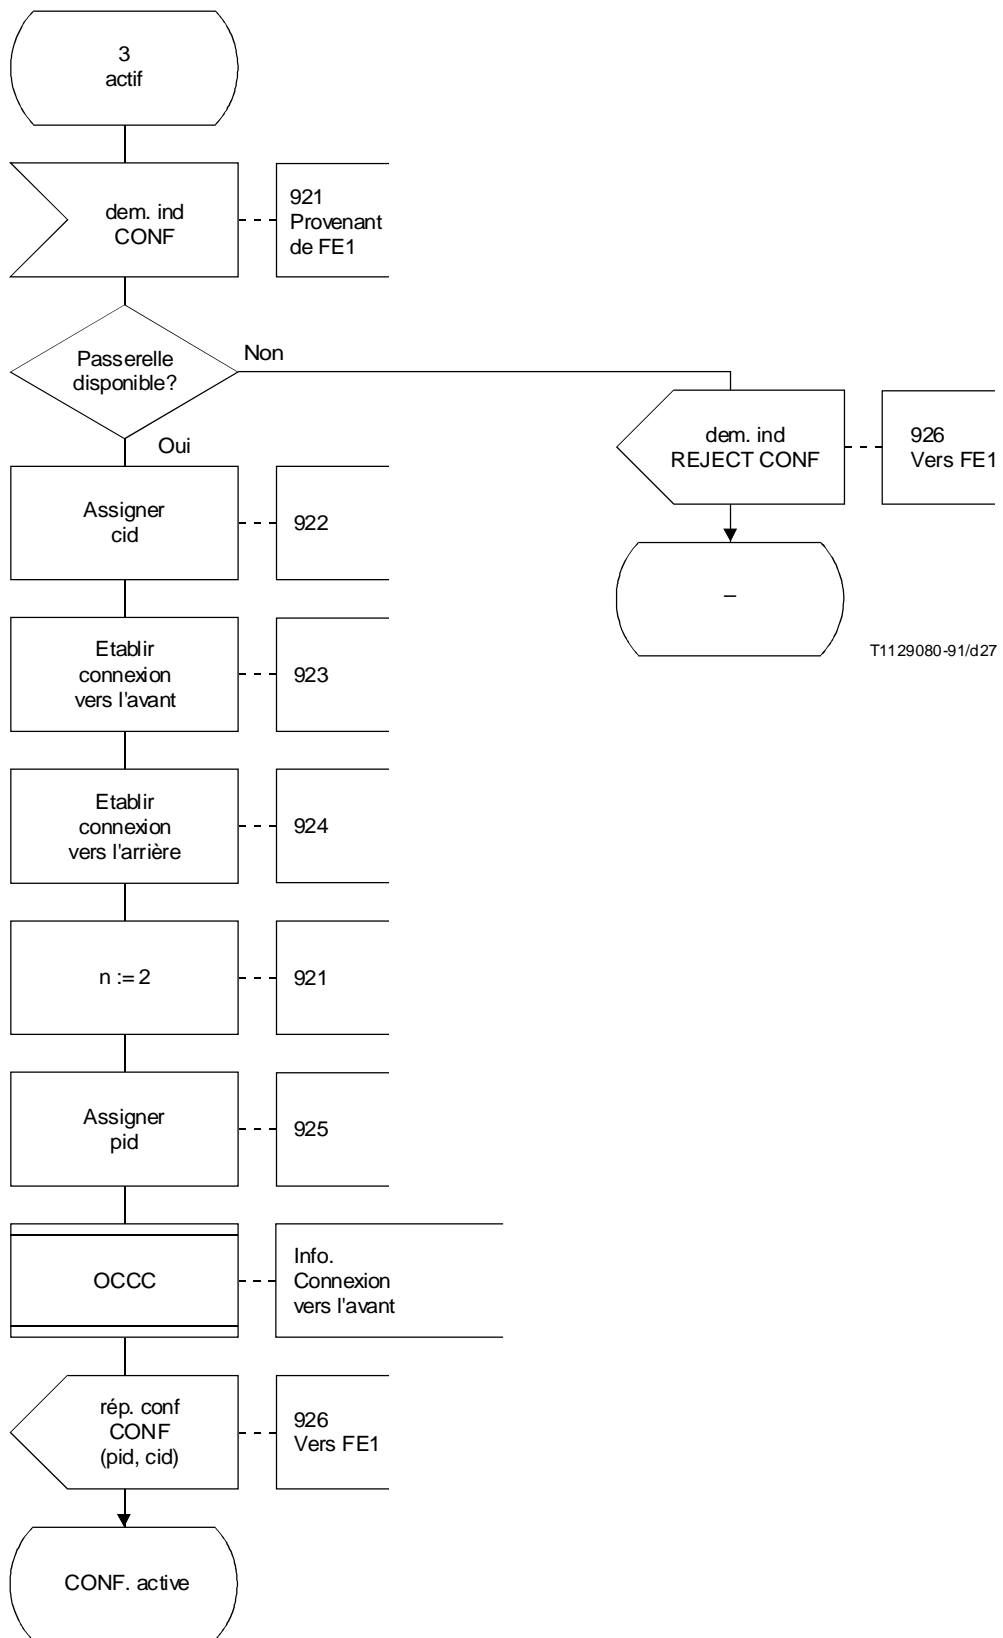 3
actif
dem. ind
CONF
921
Provenant
de FE1
Passerelle
disponible?
Non
Oui
dem. ind
REJECT CONF
926
Vers FE1
–
T1129080-91/d27
Assigner
cid
922
Etablir
connexion
vers l'avant
923
Etablir
connexion
vers l'arrière
924
n := 2
921
Assigner
pid
925
OCCC
Info.
Connexion
vers l'avant
rép. conf
CONF
(pid, cid)
926
Vers FE1
CONF. active